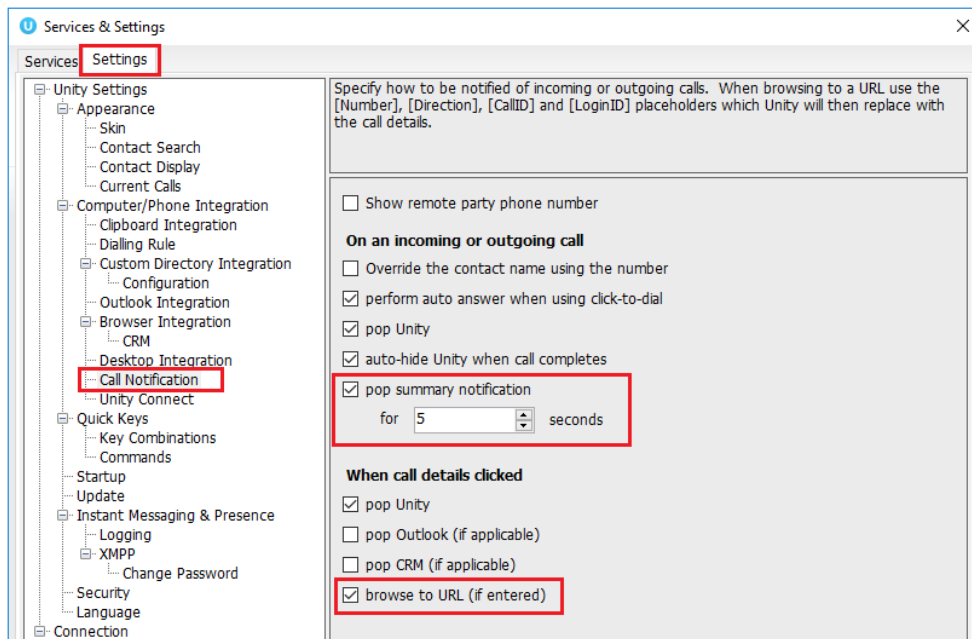 U Services & Settings
Services Settings
Unity Settings
Appearance
Skin
Contact Search
Contact Display
Current Calls
Computer/Phone Integration
Clipboard Integration
Dialling Rule
Custom Directory Integration
Configuration
Outlook Integration
Browser Integration
CRM
Desktop Integration
Call Notification
Unity Connect
Quick Keys
Key Combinations
Commands
Startup
Update
Instant Messaging & Presence
Logging
XMPP
Change Password
Security
Language
Connection
Specify how to be notified of incoming or outgoing calls. When browsing to a URL use the
[Number], [Direction], [CallID] and [LoginID] placeholders which Unity will then replace with
the call details.
Show remote party phone number
On an incoming or outgoing call
Override the contact name using the number
perform auto answer when using click-to-dial
pop Unity
auto-hide Unity when call completes
pop summary notification
for 5 seconds
When call details clicked
pop Unity
pop Outlook (if applicable)
pop CRM (if applicable)
browse to URL (if entered)